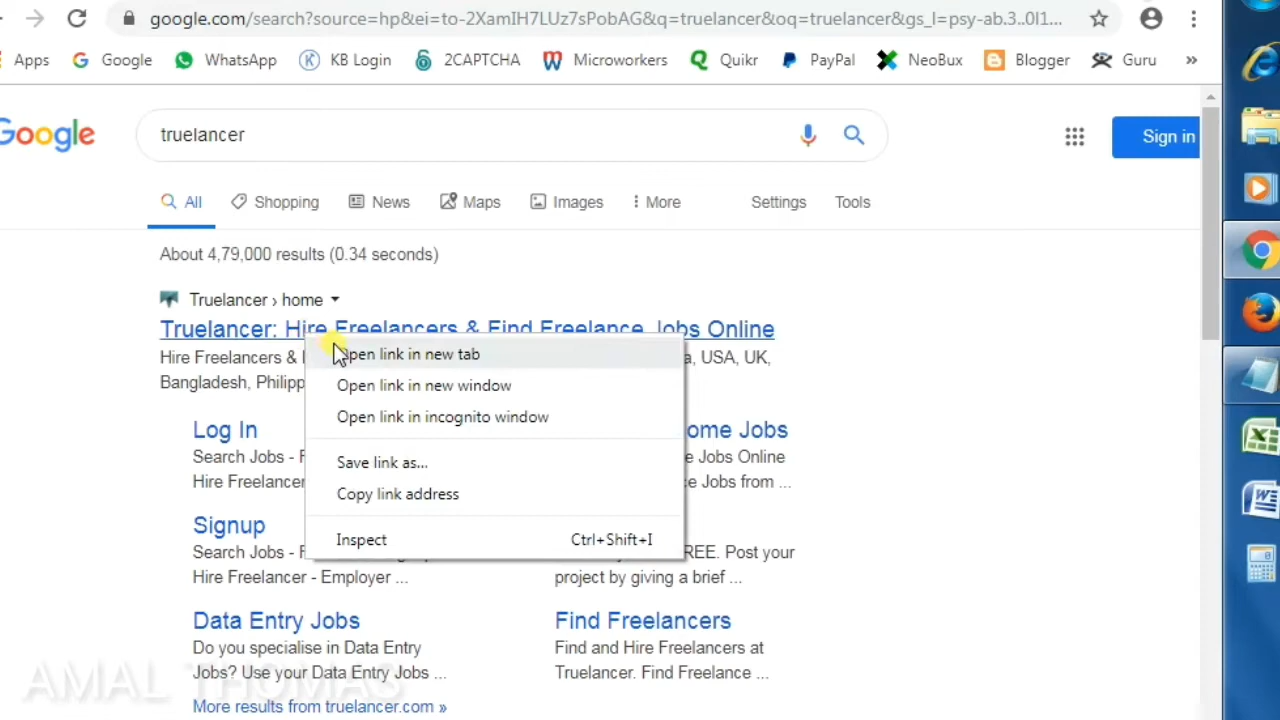 google.com/search?source=hp&ei=to-2XamIH7LUz7sPobAG&q=truelancer&oq=truelancer&gs_l=psy-ab.3..0l1...
Apps Google WhatsApp KB Login 2CAPTCHA Microworkers Quikr PayPal NeoBux Blogger Guru »
Google truelancer Sign in
All Shopping News Maps Images More Settings Tools
About 4,79,000 results (0.34 seconds)
Truelancer › home
Truelancer: Hire Freelancers & Find Freelance Jobs Online
Hire Freelancers & a, USA, UK,
Bangladesh, Philipp
Open link in new tab
Open link in new window
Open link in incognito window
Save link as...
Copy link address
Inspect Ctrl+Shift+I
Log In
Search Jobs - F
Hire Freelancer
ome Jobs
e Jobs Online
e Jobs from ...
Signup
Search Jobs - F
Hire Freelancer - Employer ...
REE. Post your
project by giving a brief ...
Data Entry Jobs
Do you specialise in Data Entry
Jobs? Use your Data Entry Jobs ...
Find Freelancers
Find and Hire Freelancers at
Truelancer. Find Freelance ...
More results from truelancer.com »
AMAL THOMAS